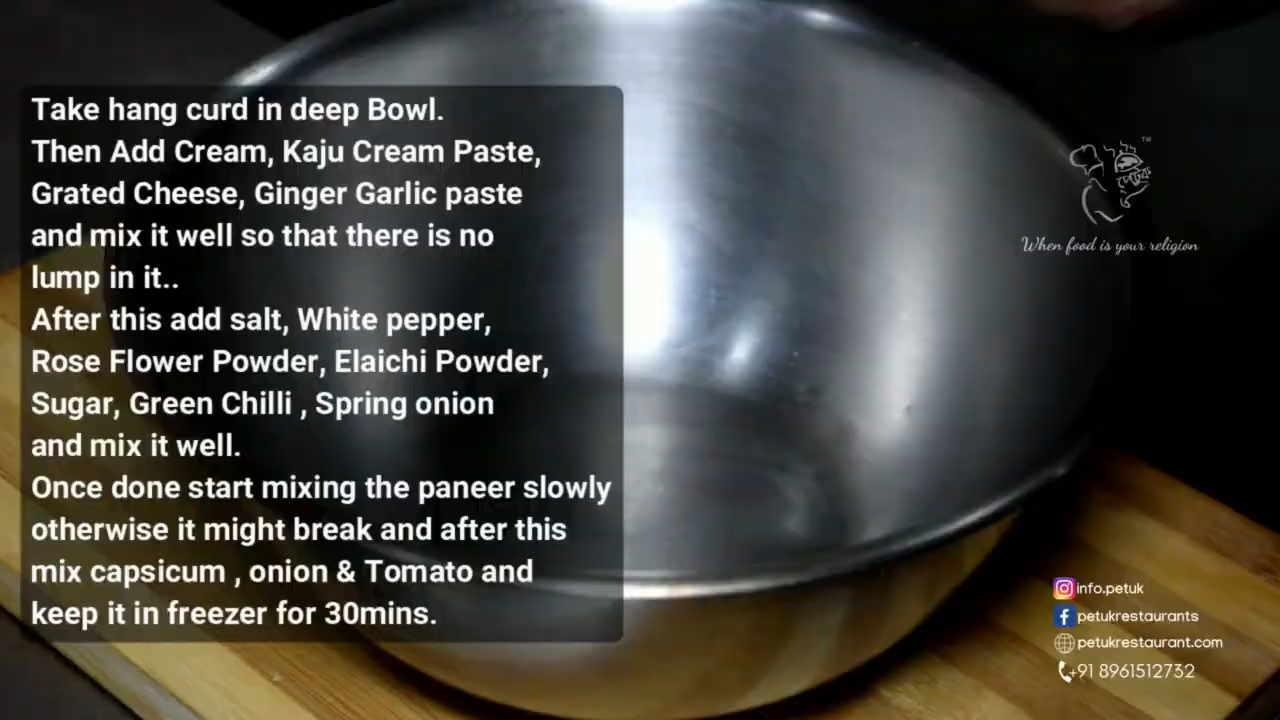 Take hang curd in deep Bowl.
Then Add Cream, Kaju Cream Paste,
Grated Cheese, Ginger Garlic paste
and mix it well so that there is no
lump in it..
After this add salt, White pepper,
Rose Flower Powder, Elaichi Powder,
Sugar, Green Chilli , Spring onion
and mix it well.
Once done start mixing the paneer slowly
otherwise it might break and after this
mix capsicum , onion & Tomato and
keep it in freezer for 30mins.
TM
When food is your religion
info.petuk
petukrestaurants
petukrestaurant.com
+91 8961512732